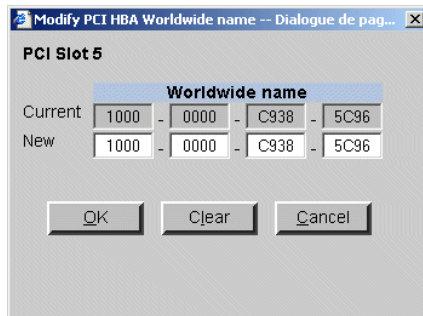 Modify PCI HBA Worldwide name -- Dialogue de pag...
PCI Slot 5
Worldwide name
Current 1000 - 0000 - C938 - 5C96
New 1000 - 0000 - C938 - 5C96
OK Clear Cancel